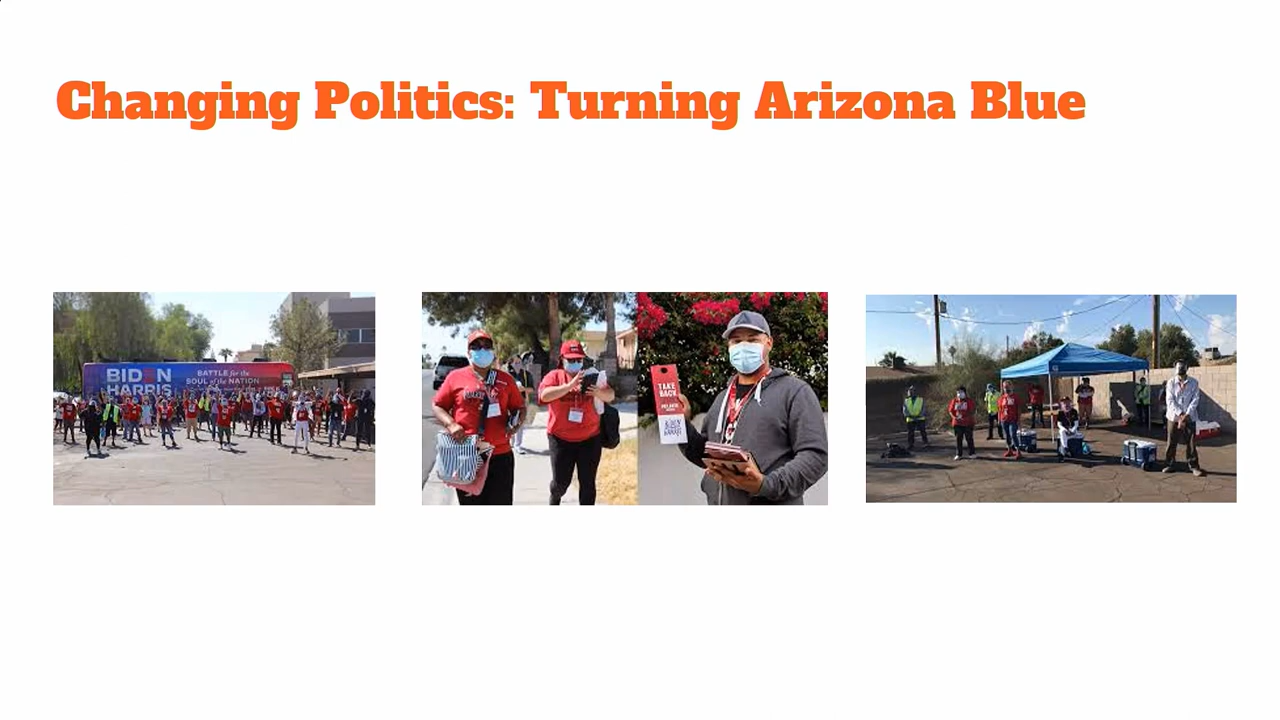 Changing Politics: Turning Arizona Blue
BIDEN
HARRIS
BATTLE for the
SOUL of the NATION
TAKE
BACK